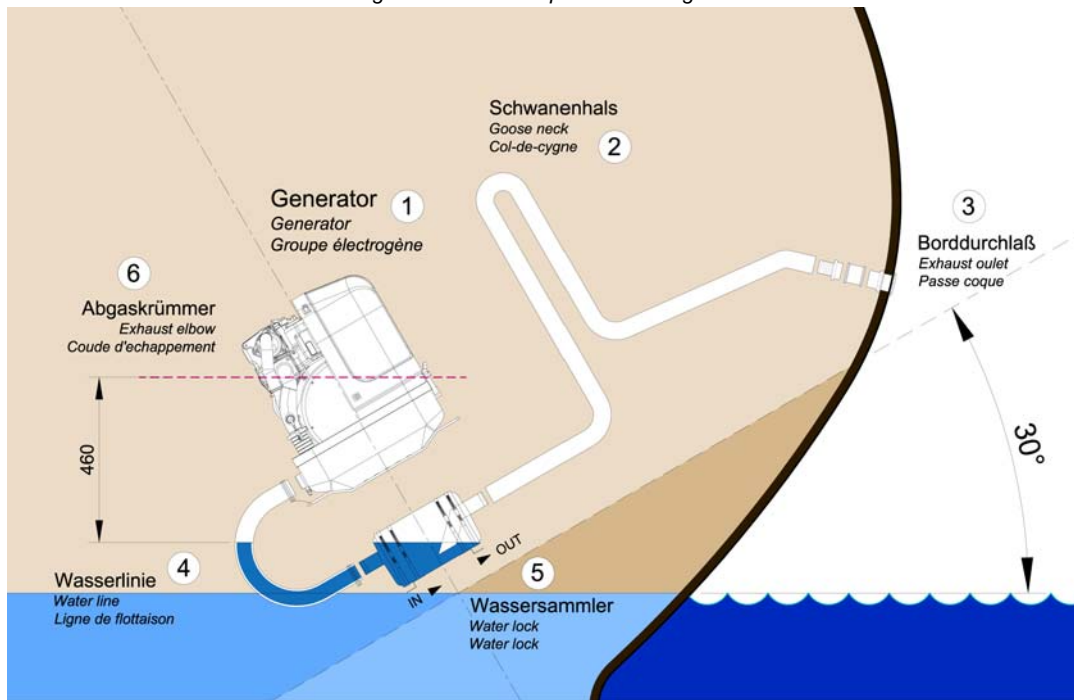 Schwanenhals
Goose neck
Col-de-cygne
2
Generator
Generator
Groupe électrogène
1
3
Borddurchlaß
Exhaust oulet
Passe coque
6
Abgaskrümmer
Exhaust elbow
Coude d'echappement
460
30°
4
Wasserlinie
Water line
Ligne de flottaison
IN
OUT
5
Wassersammler
Water lock
Water lock